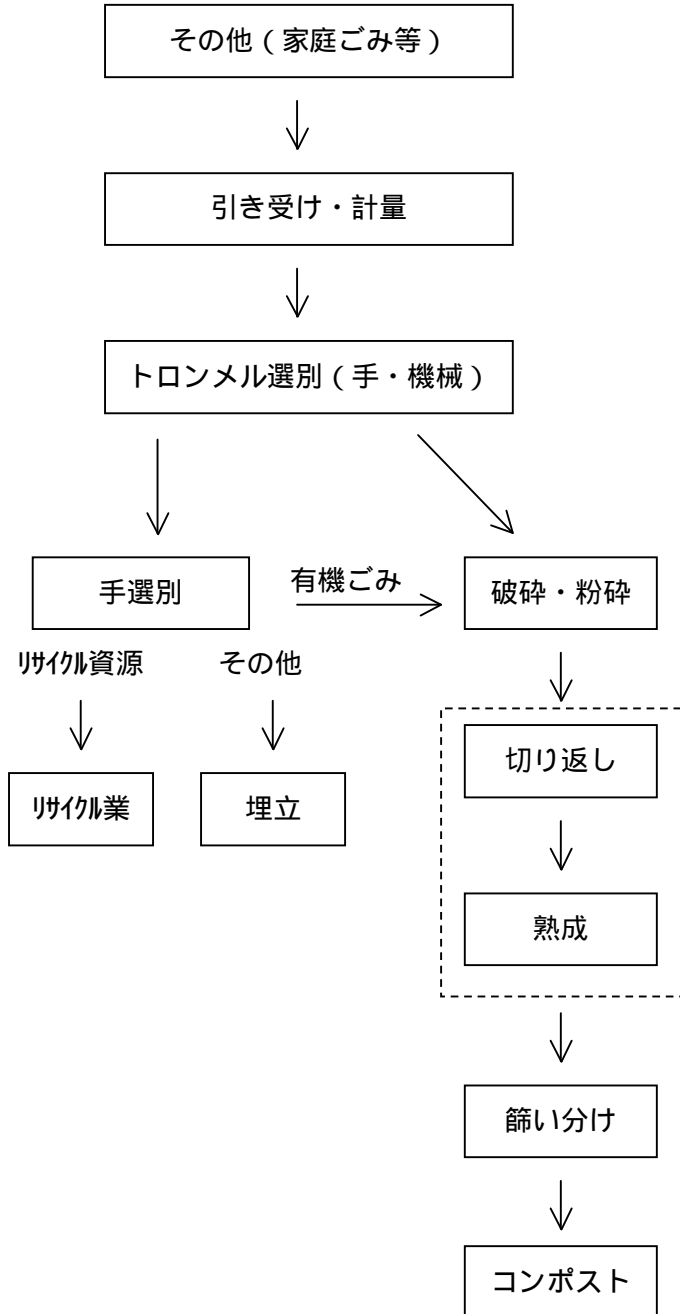 その他（家庭ごみ等）
引き受け・計量
トロンメル選別（手・機械）
手選別
有機ごみ
破砕・粉砕
ﾘｻｲｸﾙ資源
その他
切り返し
ﾘｻｲｸﾙ業
埋立
熟成
篩い分け
コンポスト